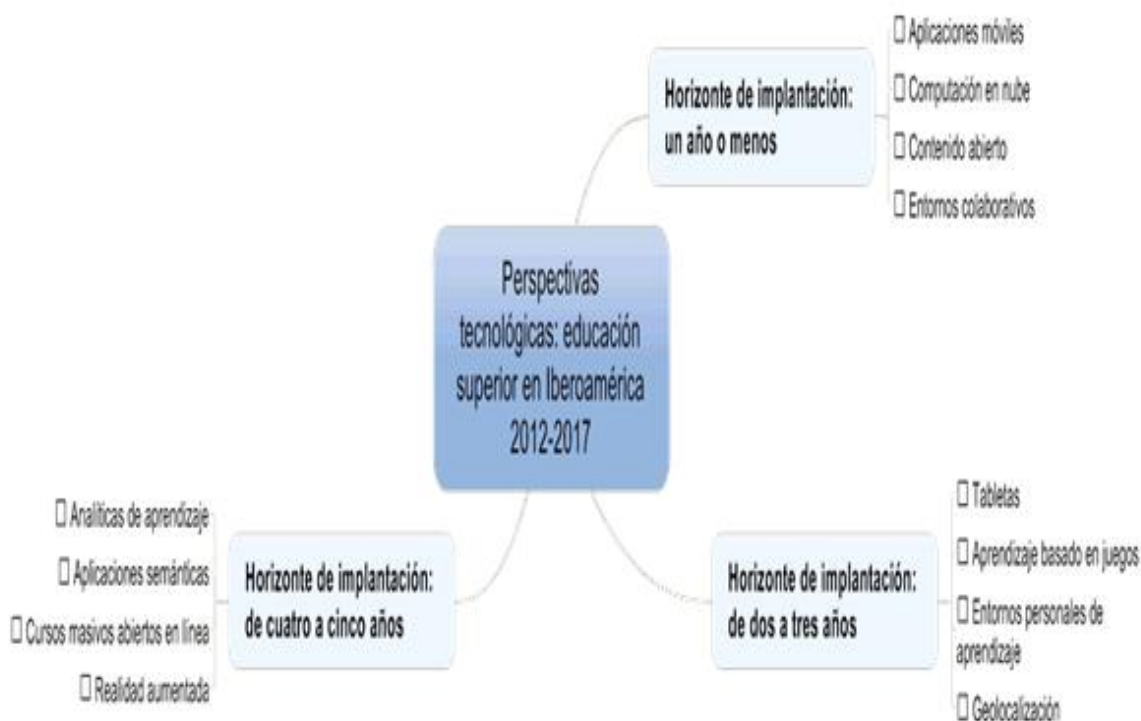 Perspectivas
tecnológicas: educación
superior en Iberoamérica
2012-2017
Horizonte de implantación:
un año o menos
Aplicaciones móviles
Computación en nube
Contenido abierto
Entornos colaborativos
Horizonte de implantación:
de dos a tres años
Tabletas
Aprendizaje basado en juegos
Entornos personales de
aprendizaje
Geolocalización
Horizonte de implantación:
de cuatro a cinco años
Analíticas de aprendizaje
Aplicaciones semánticas
Cursos masivos abiertos en línea
Realidad aumentada